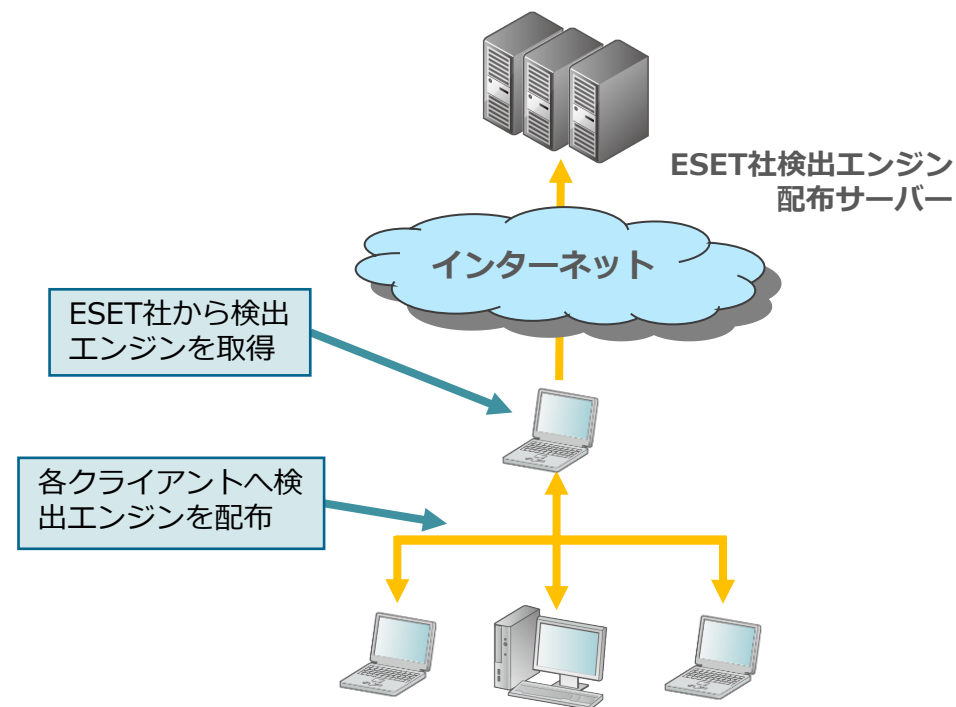 ESET社検出エンジン
配布サーバー
インターネット
ESET社から検出
エンジンを取得
各クライアントへ検
出エンジンを配布